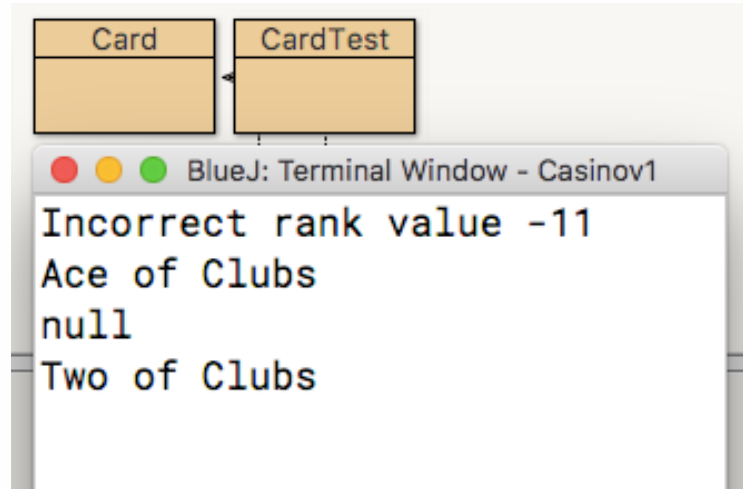 Card CardTest
BlueJ: Terminal Window - Casinov1
Incorrect rank value -11
Ace of Clubs
null
Two of Clubs